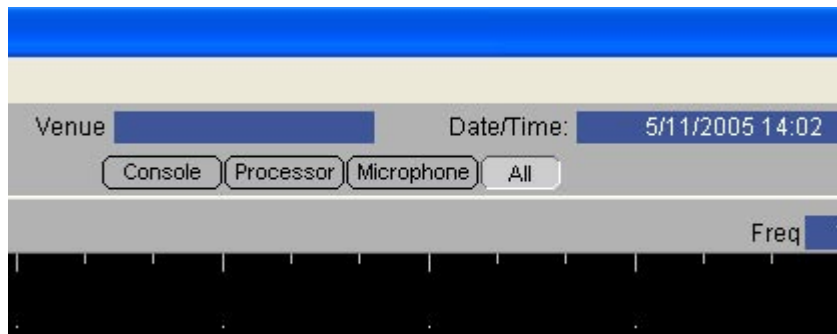 Venue Date/Time: 5/11/2005 14:02
Console Processor Microphone All
Freq